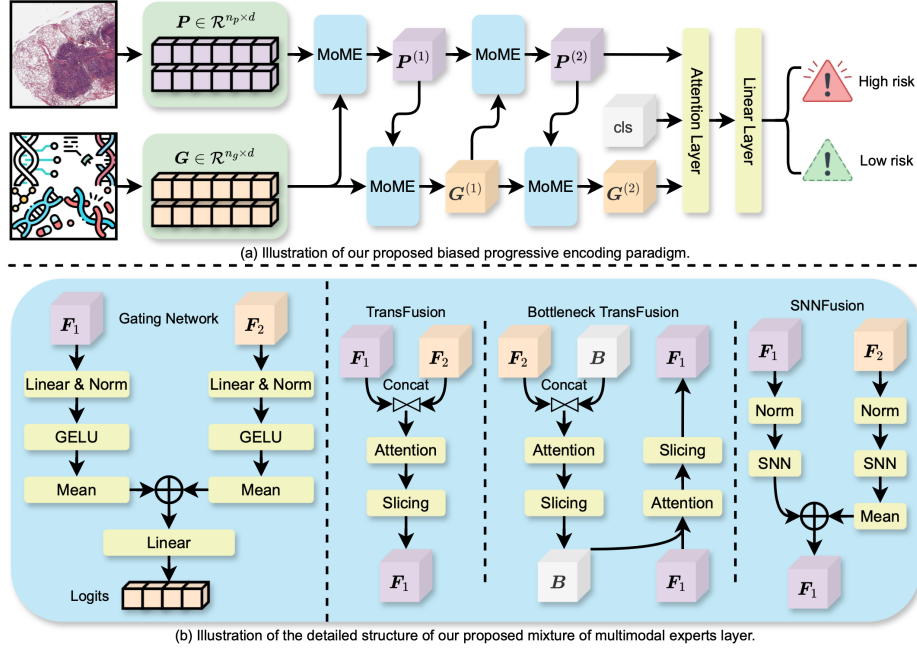 P ∈ R^{n_p×d}
MoME
P^{(1)}
MoME
P^{(2)}
Attention Layer
Linear Layer
High risk
cls
Low risk
G ∈ R^{n_g×d}
MoME
G^{(1)}
MoME
G^{(2)}
(a) Illustration of our proposed biased progressive encoding paradigm.
Gating Network
F_1
F_2
Linear & Norm
Linear & Norm
GELU
GELU
Mean
Mean
Linear
Logits
TransFusion
F_1
F_2
Concat
Attention
Slicing
F_1
Bottleneck TransFusion
F_2
B
F_1
Concat
Attention
Slicing
Slicing
Attention
B
F_1
SNNFusion
F_1
F_2
Norm
Norm
SNN
SNN
Mean
F_1
(b) Illustration of the detailed structure of our proposed mixture of multimodal experts layer.